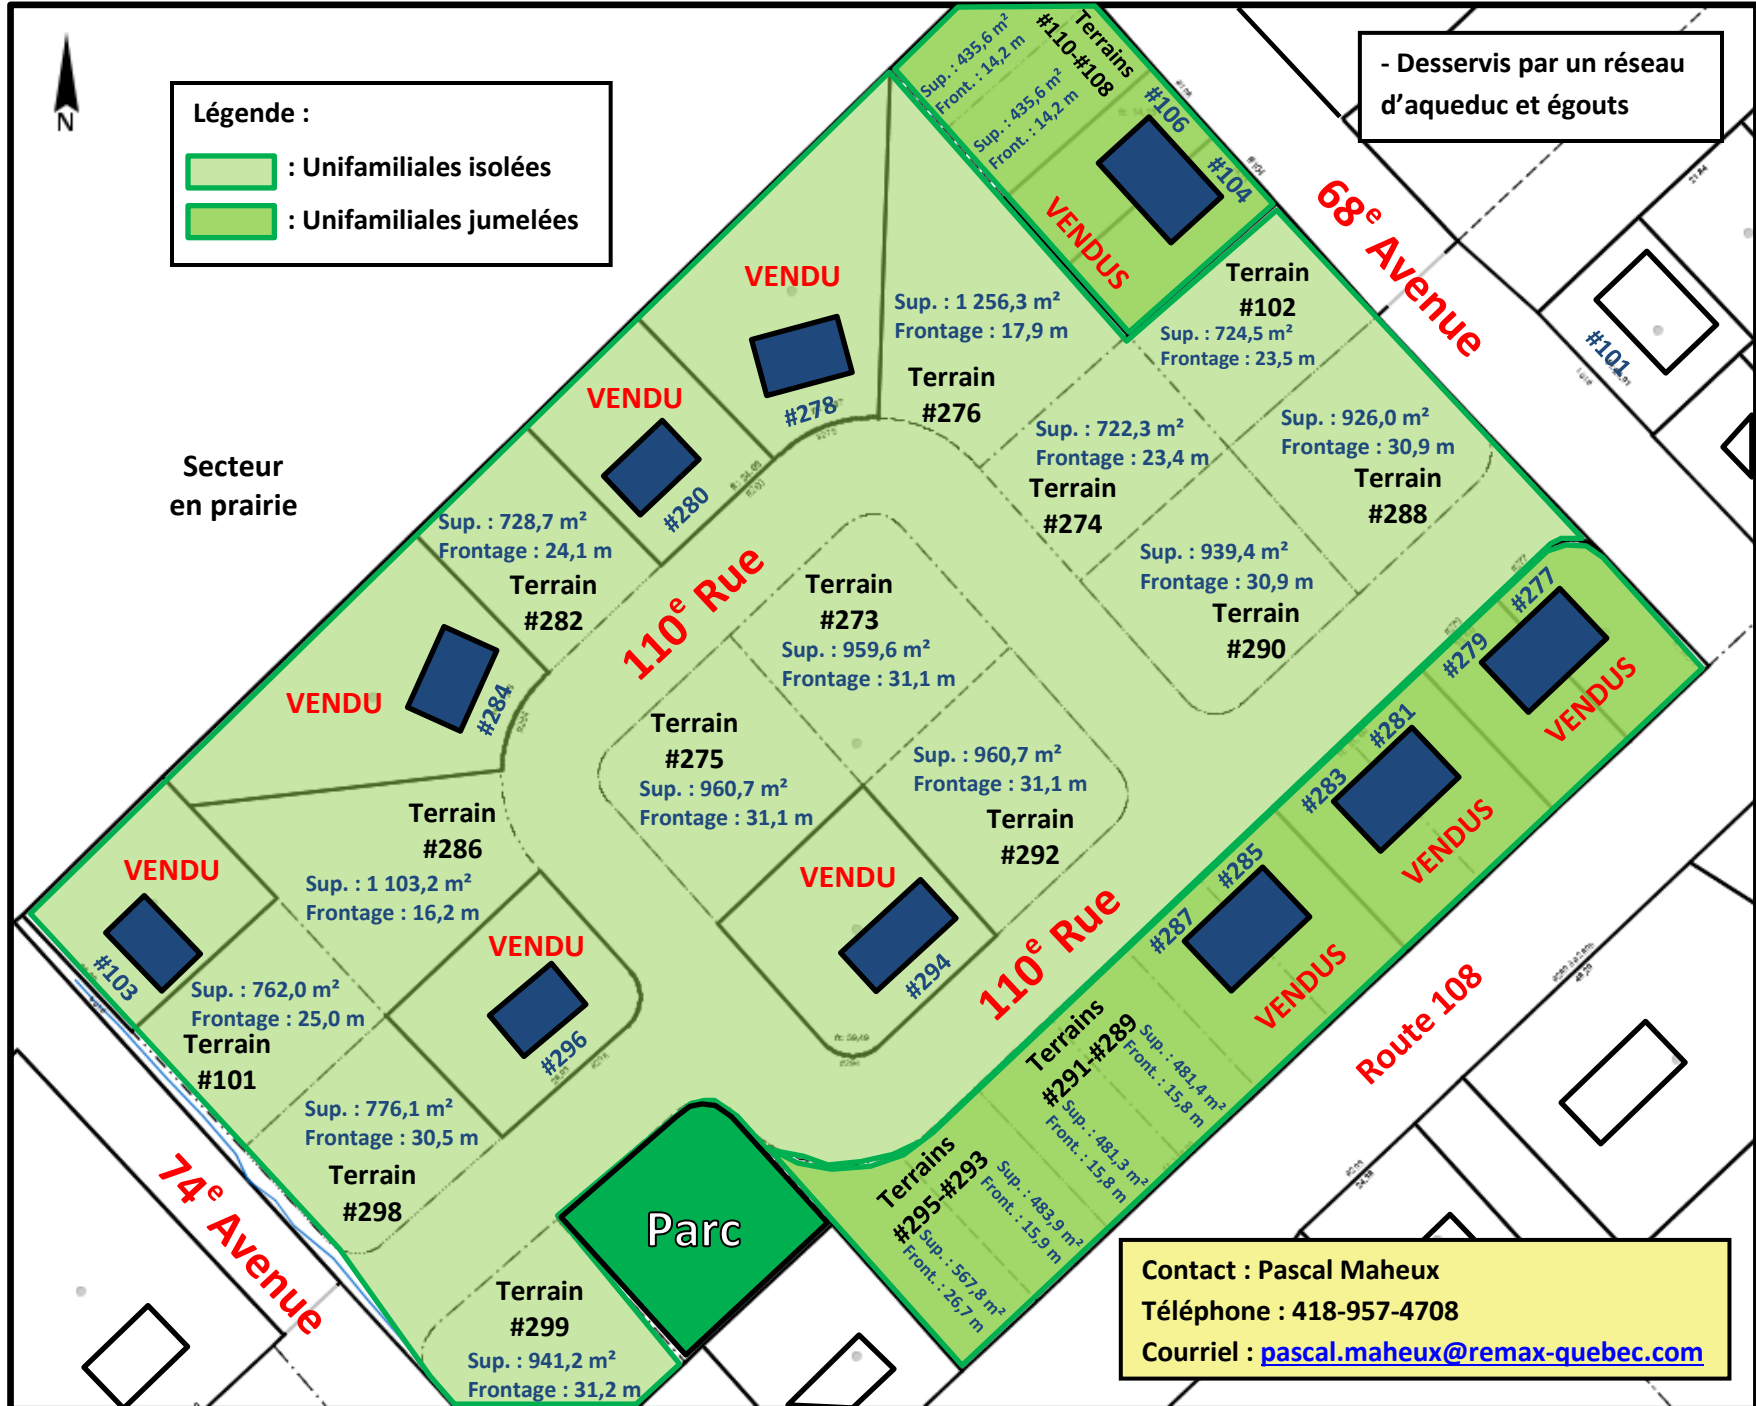 N
Légende :
: Unifamiliales isolées
: Unifamiliales jumelées
- Desservis par un réseau
d’aqueduc et égouts
Sup. : 435,6 m²
Front. : 14,2 m
Sup. : 435,6 m²
Front. : 14,2 m
Terrains
#110-#108
#106
#104
VENDUS
68e Avenue
#101
Terrain
#102
Sup. : 724,5 m²
Frontage : 23,5 m
VENDU
#278
Sup. : 1 256,3 m²
Frontage : 17,9 m
Terrain
#276
VENDU
#280
Sup. : 722,3 m²
Frontage : 23,4 m
Terrain
#274
Sup. : 926,0 m²
Frontage : 30,9 m
Terrain
#288
Secteur
en prairie
Sup. : 728,7 m²
Frontage : 24,1 m
Terrain
#282
110e Rue
Terrain
#273
Sup. : 959,6 m²
Frontage : 31,1 m
Sup. : 939,4 m²
Frontage : 30,9 m
Terrain
#290
#277
#279
VENDUS
VENDU
#284
Terrain
#275
Sup. : 960,7 m²
Frontage : 31,1 m
Sup. : 960,7 m²
Frontage : 31,1 m
Terrain
#292
#281
#283
VENDUS
Terrain
#286
Sup. : 1 103,2 m²
Frontage : 16,2 m
VENDU
#103
VENDU
#294
110e Rue
#285
#287
VENDUS
VENDU
#296
Sup. : 762,0 m²
Frontage : 25,0 m
Terrain
#101
Route 108
Terrains
#291-#289
Sup. : 481,4 m²
Front. : 15,8 m
Sup. : 481,3 m²
Front. : 15,8 m
Sup. : 776,1 m²
Frontage : 30,5 m
Terrain
#298
74e Avenue
Parc
Terrains
#295-#293
Sup. : 483,9 m²
Front. : 15,9 m
Sup. : 567,8 m²
Front. : 26,7 m
Terrain
#299
Sup. : 941,2 m²
Frontage : 31,2 m
Contact : Pascal Maheux
Téléphone : 418-957-4708
Courriel : pascal.maheux@remax-quebec.com